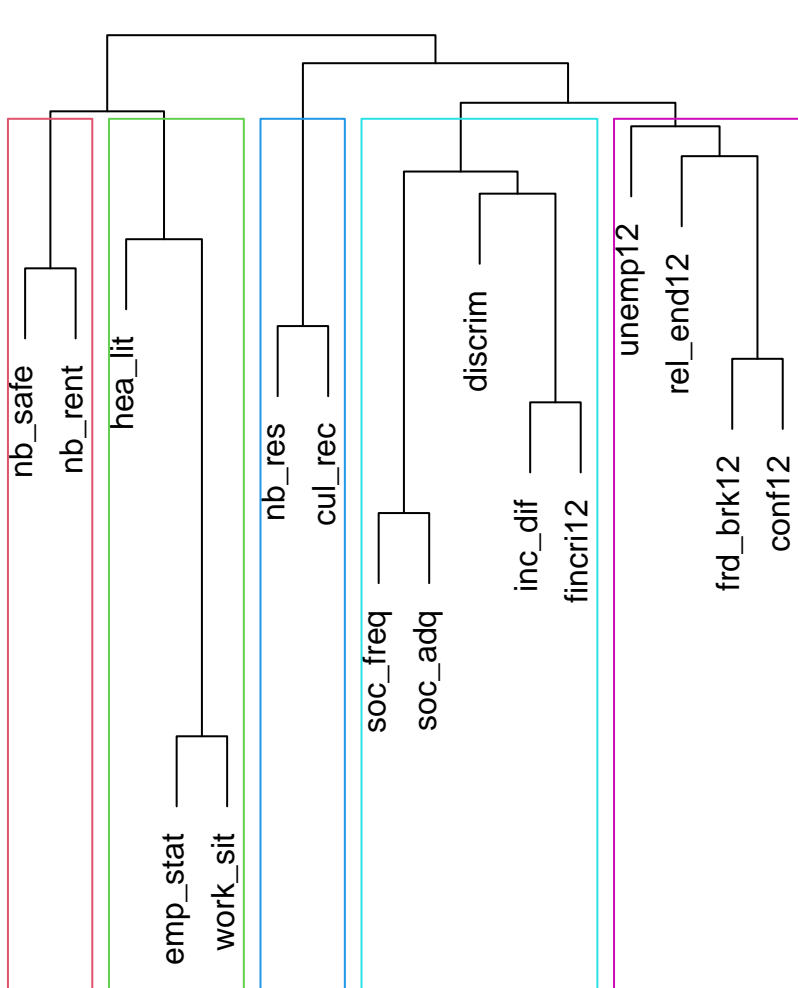 nb_safe
nb_rent
hea_lit
emp_stat
work_sit
nb_res
cul_rec
soc_freq
soc_adq
discrim
inc_dif
fincri12
unemp12
rel_end12
frd_brk12
conf12